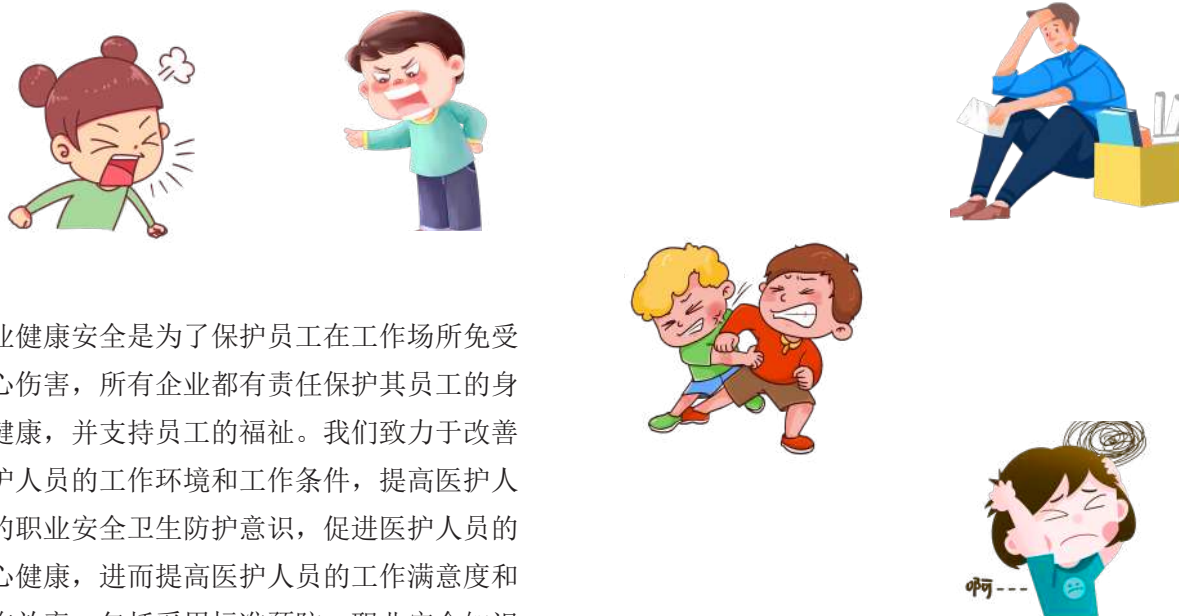 业健康安全是为了保护员工在工作场所免受
心伤害，所有企业都有责任保护其员工的身
健康，并支持员工的福祉。我们致力于改善
护人员的工作环境和工作条件，提高医护人
的职业安全卫生防护意识，促进医护人员的
心健康，进而提高医护人员的工作满意度和
啊